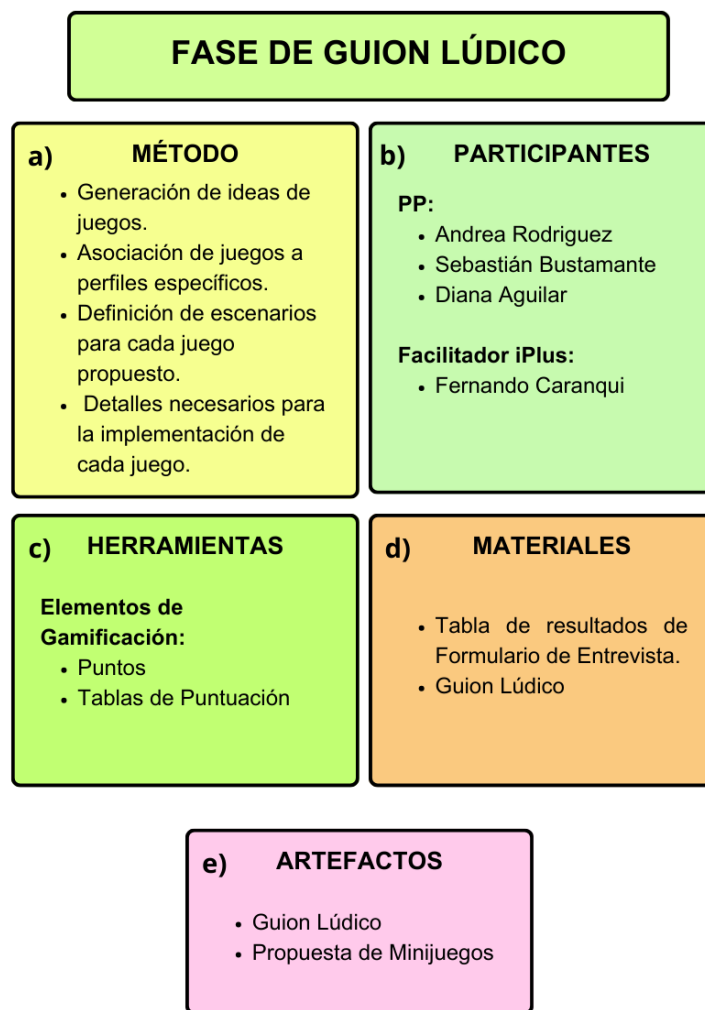 FASE DE GUION LÚDICO
a) MÉTODO
• Generación de ideas de
juegos.
• Asociación de juegos a
perfiles específicos.
• Definición de escenarios
para cada juego
propuesto.
• Detalles necesarios para
la implementación de
cada juego.
b) PARTICIPANTES
PP:
• Andrea Rodriguez
• Sebastián Bustamante
• Diana Aguilar
Facilitador iPlus:
• Fernando Caranqui
c) HERRAMIENTAS
Elementos de
Gamificación:
• Puntos
• Tablas de Puntuación
d) MATERIALES
• Tabla de resultados de
Formulario de Entrevista.
• Guion Lúdico
e) ARTEFACTOS
• Guion Lúdico
• Propuesta de Minijuegos